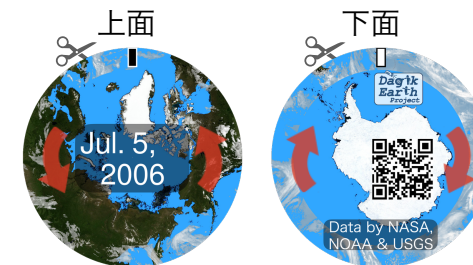 上面
下面
Jul. 5,
2006
Dagik
Earth
Project
Data by NASA,
NOAA & USGS